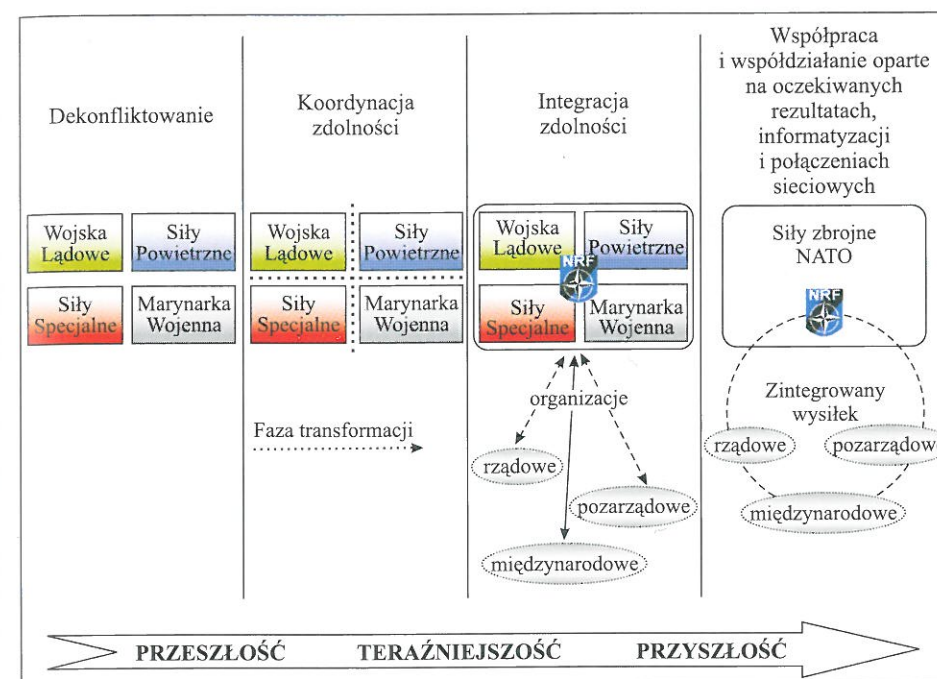 Dekonfliktowanie
Koordynacja
zdolności
Integracja
zdolności
Współpraca
i współdziałanie oparte
na oczekiwanych
rezultatach,
informatyzacji
i połączeniach
sieciowych
Wojska
Lądowe
Siły
Powietrzne
Siły
Specjalne
Marynarka
Wojenna
Wojska
Lądowe
Siły
Powietrzne
Siły
Specjalne
Marynarka
Wojenna
Faza transformacji
Wojska
Lądowe
Siły
Powietrzne
NRF
Siły
Specjalne
Marynarka
Wojenna
organizacje
rządowe
pozarządowe
międzynarodowe
Siły zbrojne
NATO
NRF
Zintegrowany
wysiłek
rządowe
pozarządowe
międzynarodowe
PRZESZŁOŚĆ TERAŹNIEJSZOŚĆ PRZYSZŁOŚĆ